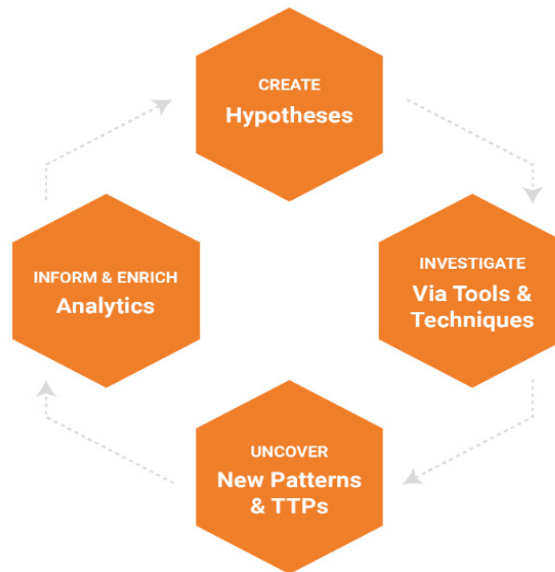 CREATE
Hypotheses
INVESTIGATE
Via Tools &
Techniques
UNCOVER
New Patterns
& TTPs
INFORM & ENRICH
Analytics